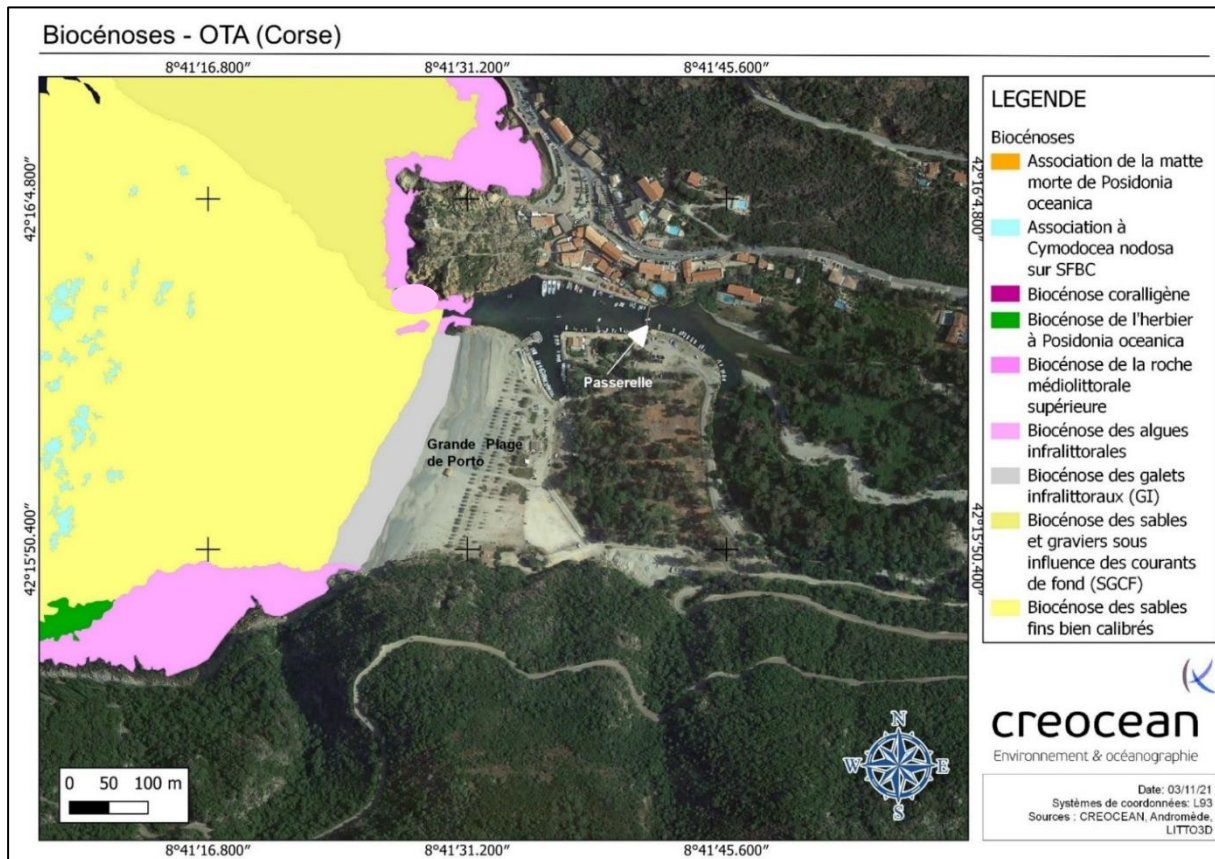 Biocénoses - OTA (Corse)
8°41'16.800" 8°41'31.200" 8°41'45.600"
42°16'4.800" 42°16'4.800"
Passerelle
Grande Plage
de Porto
42°15'50.400" 42°15'50.400"
0 50 100 m
N
W E
S
8°41'16.800" 8°41'31.200" 8°41'45.600"
LEGENDE
Biocénoses
Association de la matte
morte de Posidonia
oceanica
Association à
Cymodocea nodosa
sur SFBC
Biocénose coralligène
Biocénose de l'herbier
à Posidonia oceanica
Biocénose de la roche
médiolittorale
supérieure
Biocénose des algues
infralittorales
Biocénose des galets
infralittoraux (GI)
Biocénose des sables
et graviers sous
influence des courants
de fond (SGCF)
Biocénose des sables
fins bien calibrés
creocean
Environnement & océanographie
Date: 03/11/21
Systèmes de coordonnées: L93
Sources : CREOCEAN, Andromède,
LITTO3D